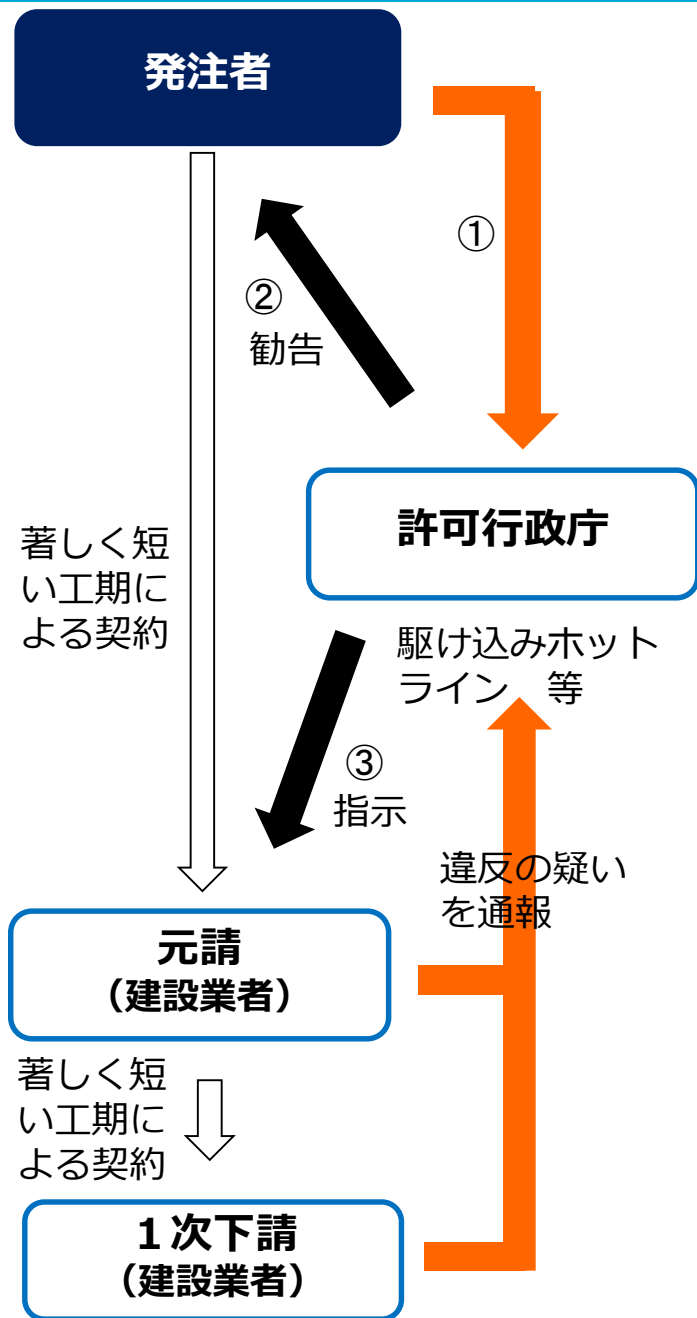 発注者
①
②
勧告
許可行政庁
著しく短
い工期に
よる契約
駆け込みホット
ライン　等
③
指示
違反の疑い
を通報
元請
（建設業者）
著しく短
い工期に
よる契約
１次下請
（建設業者）